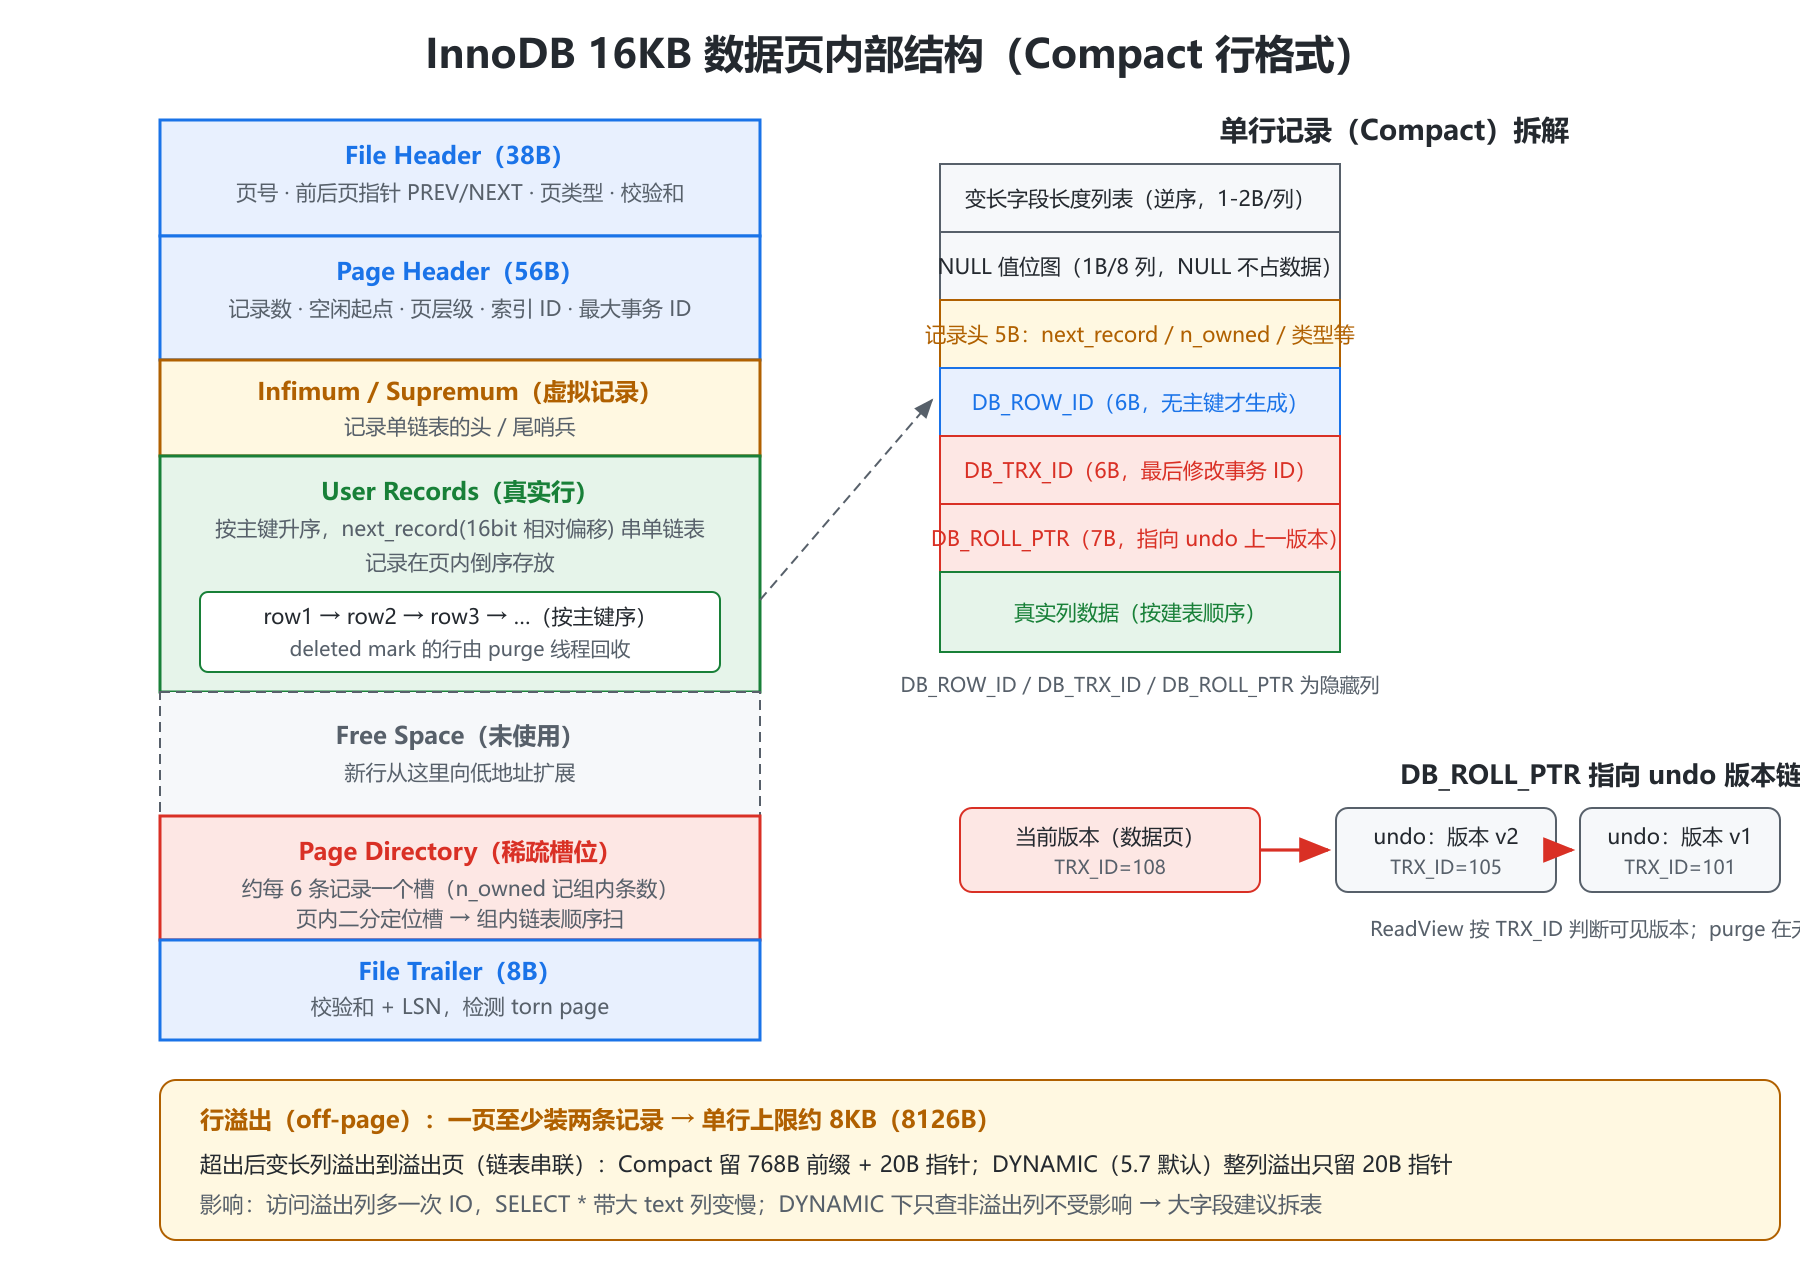 InnoDB 16KB 数据页内部结构（Compact 行格式）
File Header（38B）
页号 · 前后页指针 PREV/NEXT · 页类型 · 校验和
Page Header（56B）
记录数 · 空闲起点 · 页层级 · 索引 ID · 最大事务 ID
Infimum / Supremum（虚拟记录）
记录单链表的头 / 尾哨兵
User Records（真实行）
按主键升序，next_record(16bit 相对偏移) 串单链表
记录在页内倒序存放
row1 → row2 → row3 → ...（按主键序）
deleted mark 的行由 purge 线程回收
Free Space（未使用）
新行从这里向低地址扩展
Page Directory（稀疏槽位）
约每 6 条记录一个槽（n_owned 记组内条数）
页内二分定位槽 → 组内链表顺序扫
File Trailer（8B）
校验和 + LSN，检测 torn page
单行记录（Compact）拆解
变长字段长度列表（逆序，1-2B/列）
NULL 值位图（1B/8 列，NULL 不占数据）
记录头 5B：next_record / n_owned / 类型等
DB_ROW_ID（6B，无主键才生成）
DB_TRX_ID（6B，最后修改事务 ID）
DB_ROLL_PTR（7B，指向 undo 上一版本）
真实列数据（按建表顺序）
DB_ROW_ID / DB_TRX_ID / DB_ROLL_PTR 为隐藏列
DB_ROLL_PTR 指向 undo 版本链
当前版本（数据页）
TRX_ID=108
undo：版本 v2
TRX_ID=105
undo：版本 v1
TRX_ID=101
ReadView 按 TRX_ID 判断可见版本；purge 在
行溢出（off-page）：一页至少装两条记录 → 单行上限约 8KB（8126B）
超出后变长列溢出到溢出页（链表串联）：Compact 留 768B 前缀 + 20B 指针；DYNAMIC（5.7 默认）整列溢出只留 20B 指针
影响：访问溢出列多一次 IO，SELECT * 带大 text 列变慢；DYNAMIC 下只查非溢出列不受影响 → 大字段建议拆表